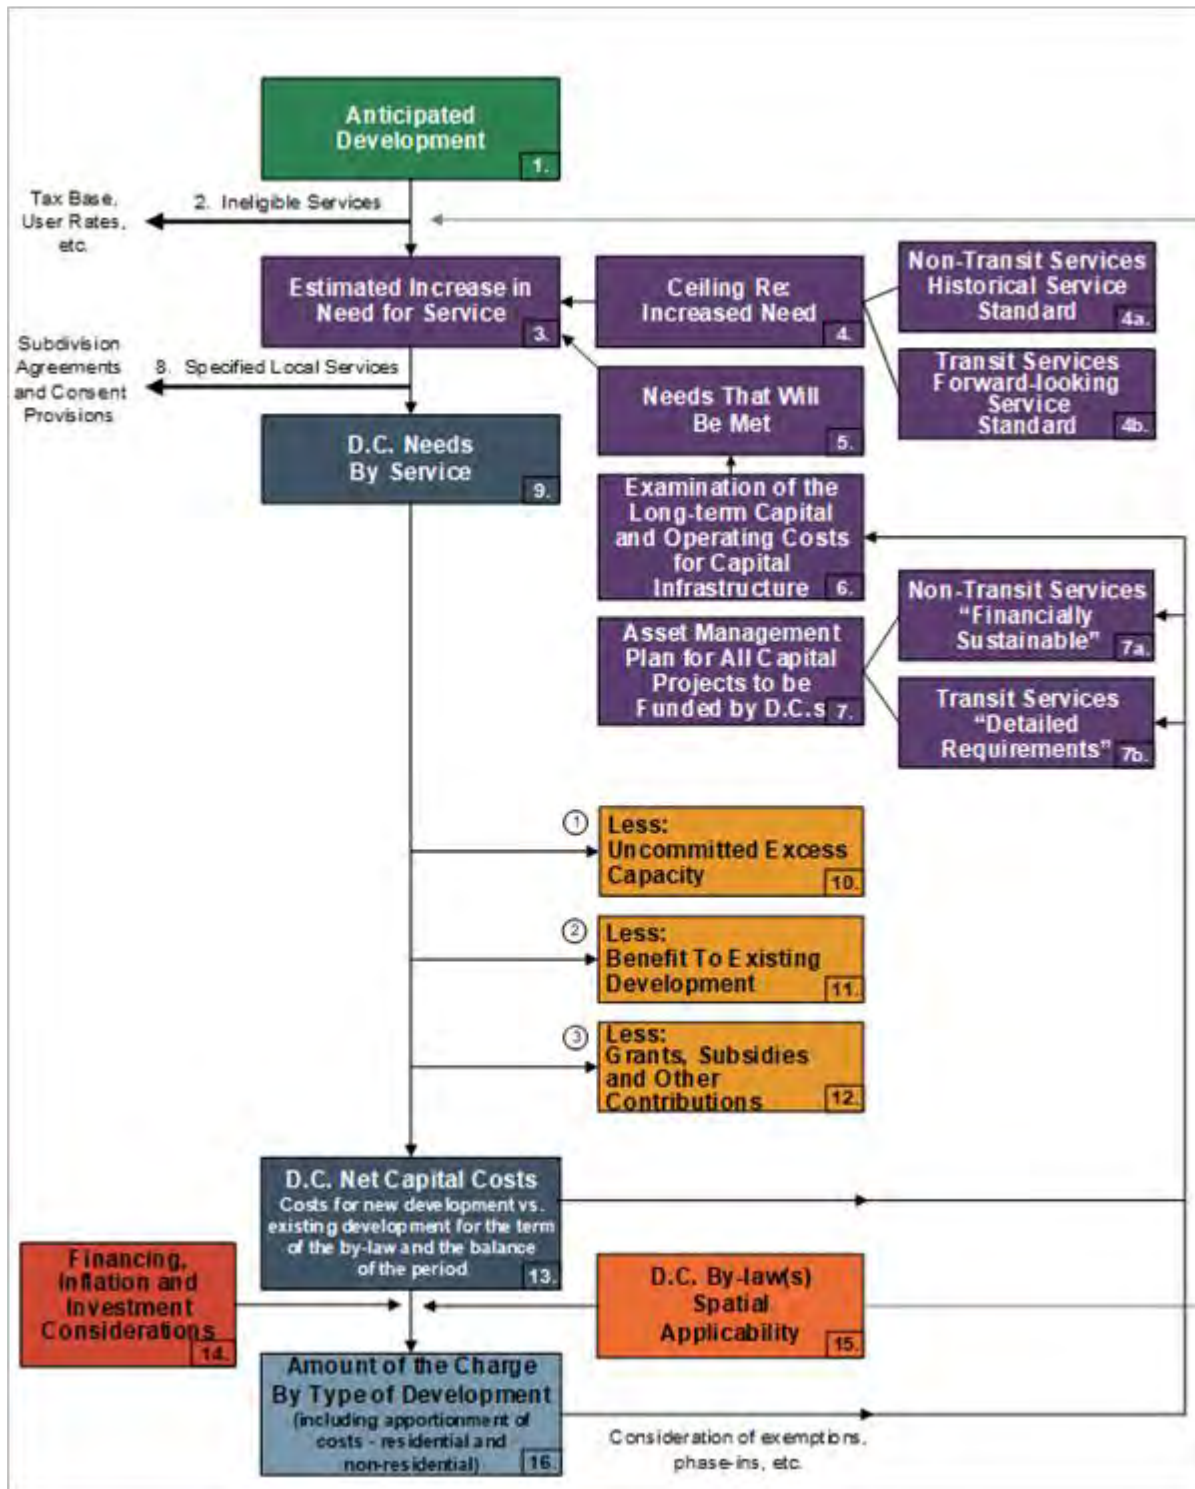 Anticipated
Development
1.
Tax Base,
User Rates,
etc.
2. Ineligible Services
Estimated Increase in
Need for Service
3.
Ceiling Re:
Increased Need
4.
Non-Transit Services
Historical Service
Standard
4a.
Transit Services
Forward-looking
Service
Standard
4b.
Subdivision
Agreements
and Consent
Provisions
8. Specified Local Services
Needs That Will
Be Met
5.
D.C. Needs
By Service
9.
Examination of the
Long-term Capital
and Operating Costs
for Capital
Infrastructure
6.
Non-Transit Services
“Financially
Sustainable”
7a.
Asset Management
Plan for All Capital
Projects to be
Funded by D.C.s
7.
Transit Services
“Detailed
Requirements”
7b.
1
Less:
Uncommitted Excess
Capacity
10.
2
Less:
Benefit To Existing
Development
11.
3
Less:
Grants, Subsidies
and Other
Contributions
12.
D.C. Net Capital Costs
Costs for new development vs.
existing development for the term
of the by-law and the balance
of the period
13.
Financing,
Inflation and
Investment
Considerations
14.
D.C. By-law(s)
Spatial
Applicability
15.
Amount of the Charge
By Type of Development
(including apportionment of
costs - residential and
non-residential)
16.
Consideration of exemptions,
phase-ins, etc.